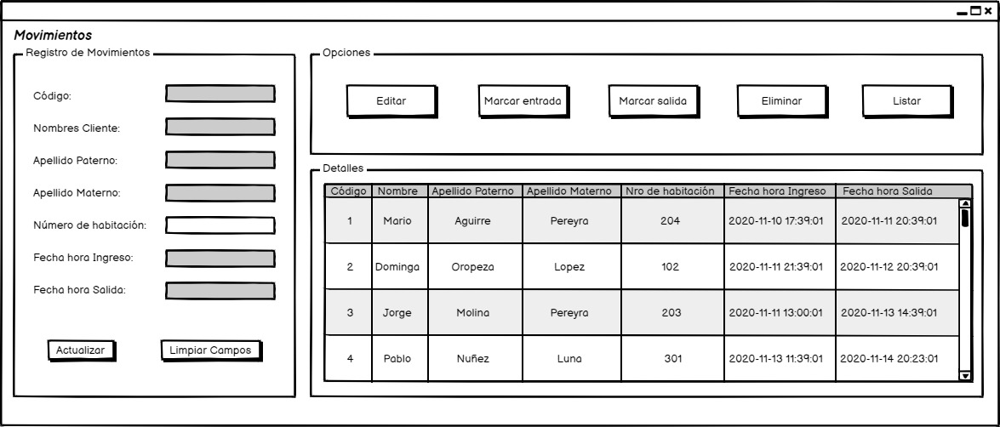 Movimientos
Registro de Movimientos
Código:
Nombres Cliente:
Apellido Paterno:
Apellido Materno:
Número de habitación:
Fecha hora Ingreso:
Fecha hora Salida:
Actualizar Limpiar Campos
Opciones
Editar Marcar entrada Marcar salida Eliminar Listar
Detalles
Código Nombre Apellido Paterno Apellido Materno Nro de habitación Fecha hora Ingreso Fecha hora Salida
1 Mario Aguirre Pereyra 204 2020-11-10 17:39:01 2020-11-11 20:39:01
2 Dominga Oropeza Lopez 102 2020-11-11 21:39:01 2020-11-12 20:39:01
3 Jorge Molina Pereyra 203 2020-11-11 13:00:01 2020-11-13 14:39:01
4 Pablo Nuñez Luna 301 2020-11-13 11:39:01 2020-11-14 20:23:01